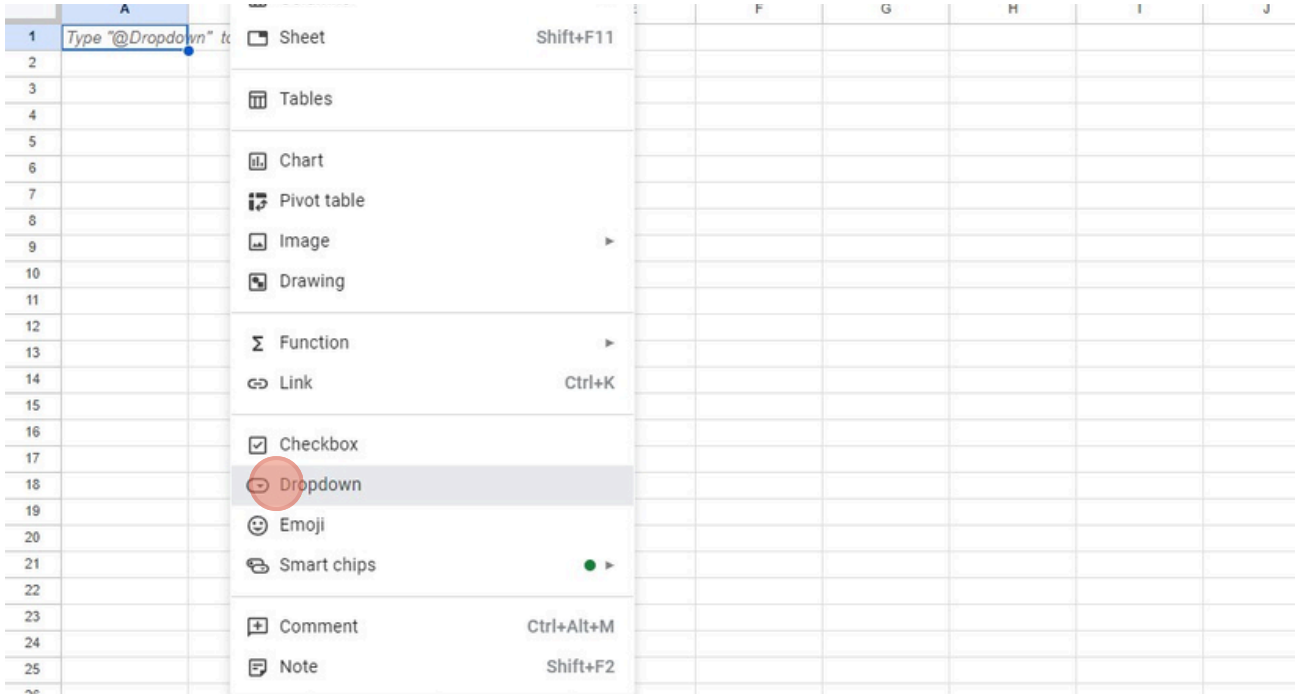 A F G H I J
1 Type "@Dropdown" to
Sheet Shift+F11
2
3
Tables
4
5
Chart
6
7
Pivot table
8
9
Image
10
Drawing
11
12
Function
13
14
Link Ctrl+K
15
16
Checkbox
17
18
Dropdown
19
Emoji
20
21
Smart chips
22
23
Comment Ctrl+Alt+M
24
25
Note Shift+F2